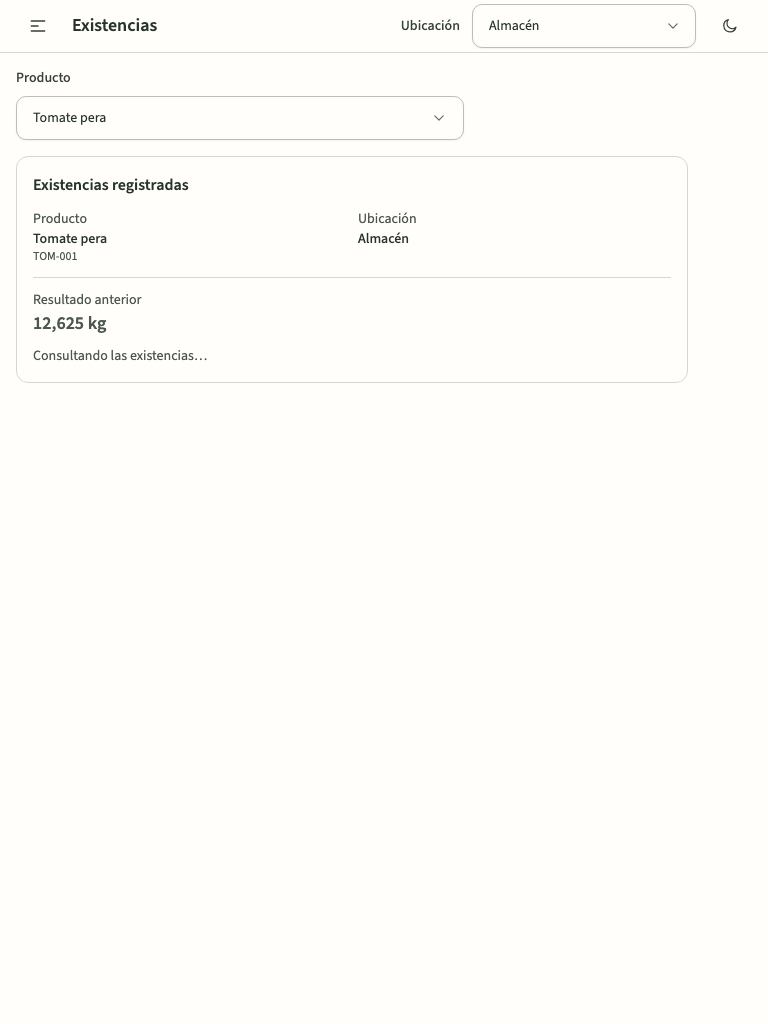 Existencias
Ubicación
Almacén
Producto
Tomate pera
Existencias registradas
Producto
Tomate pera
TOM-001
Ubicación
Almacén
Resultado anterior
12,625 kg
Consultando las existencias…